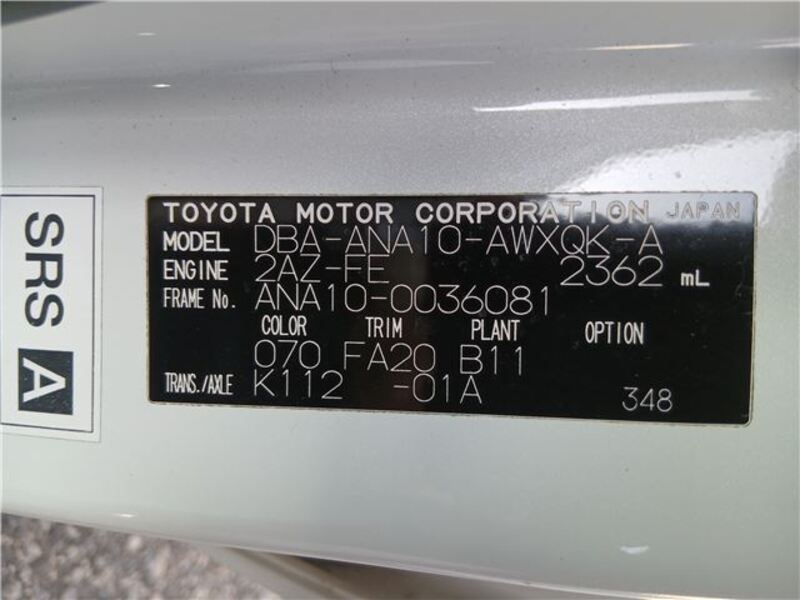 TOYOTA MOTOR CORPORATION JAPAN
MODEL DBA-ANA10-AWXQK-A
ENGINE 2AZ-FE 2362 mL
FRAME No. ANA10-0036081
COLOR TRIM PLANT OPTION
070 FA20 B11
TRANS./AXLE K112 -01A 348
SRS A